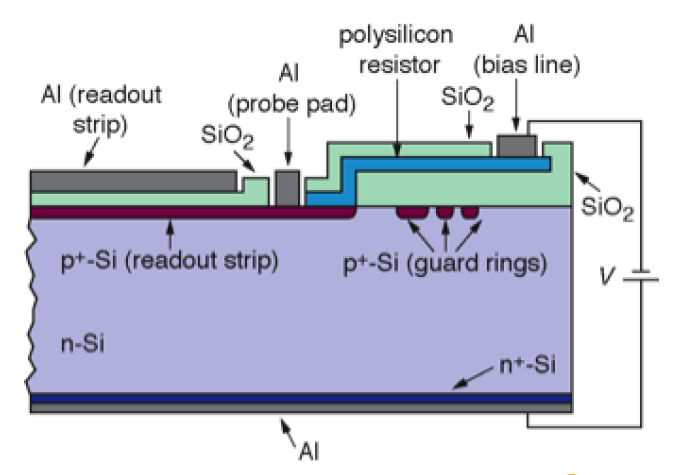 polysilicon
resistor
Al
(bias line)
Al
(probe pad)
Al (readout
strip)
SiO2
SiO2
SiO2
p+-Si (readout strip)
p+-Si (guard rings)
V
n-Si
n+-Si
Al